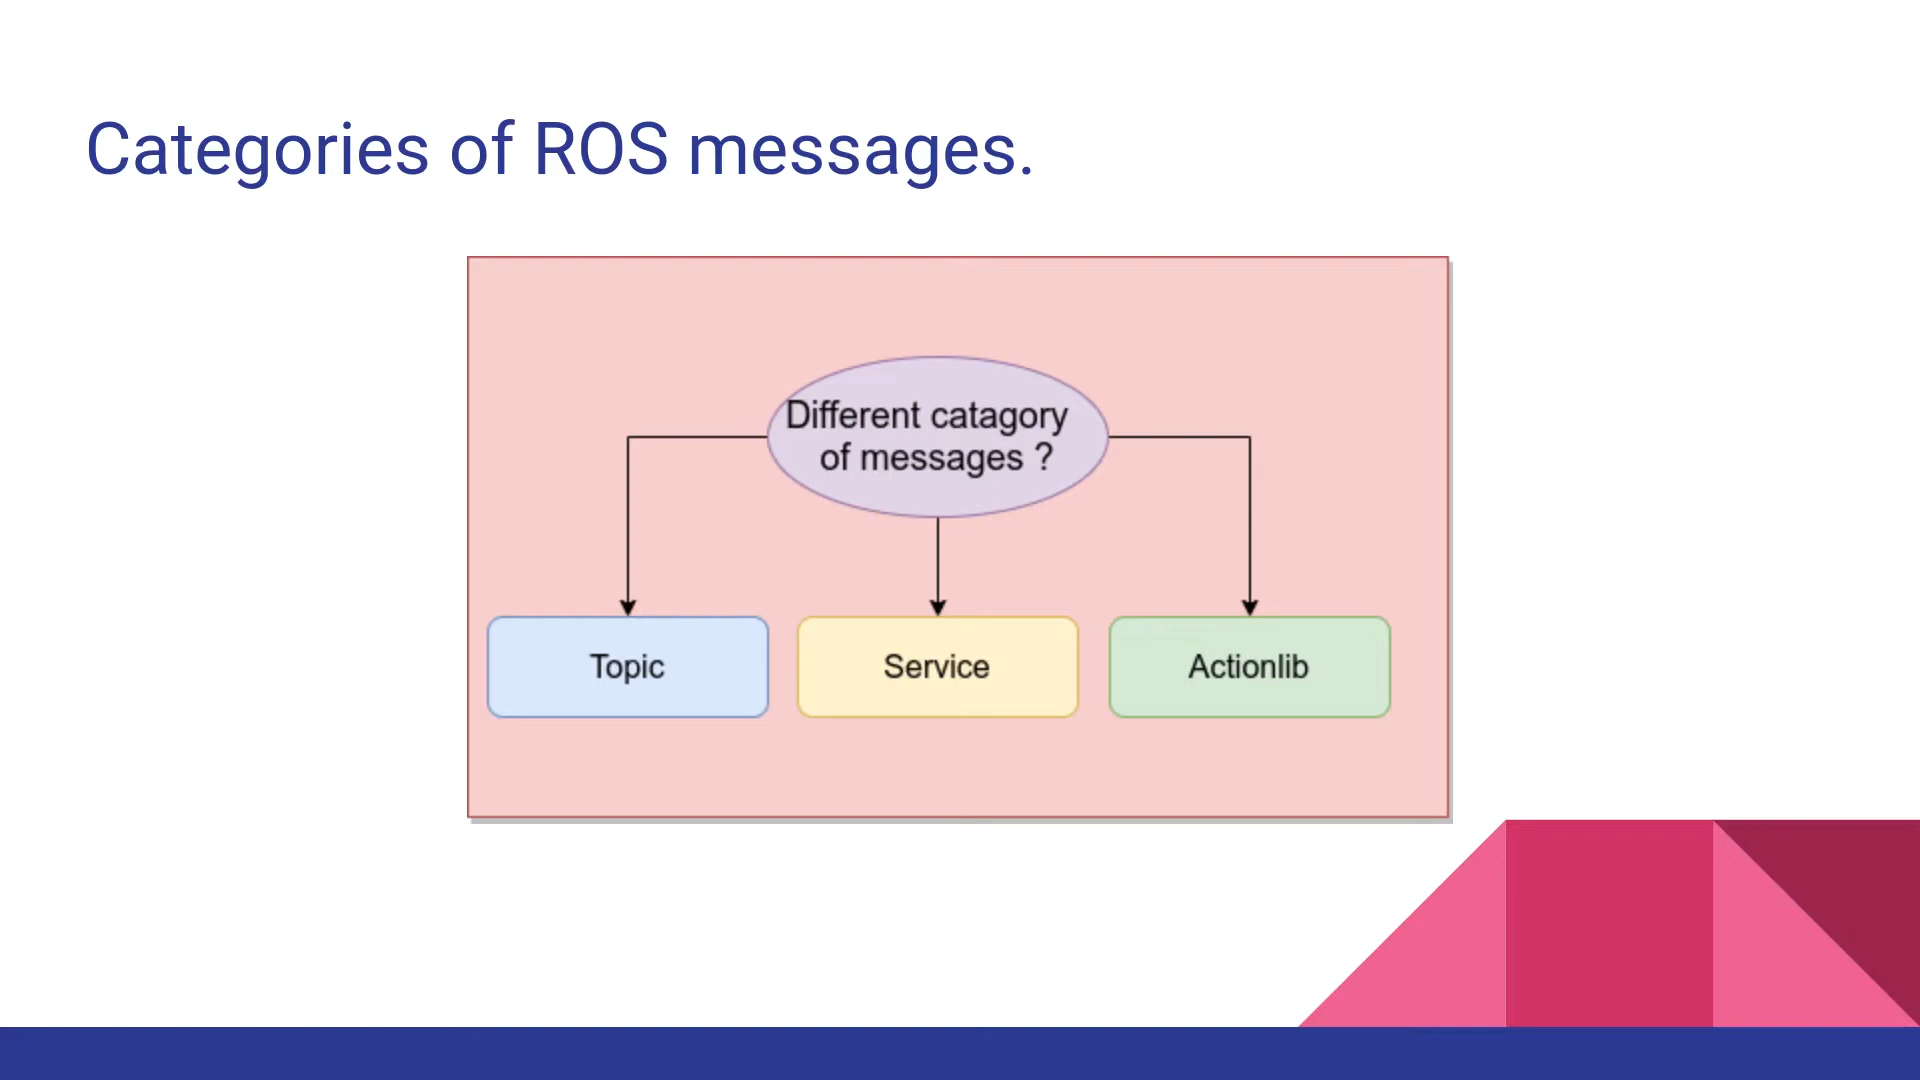 Categories of ROS messages.
Different catagory
of messages ?
Topic
Service
Actionlib